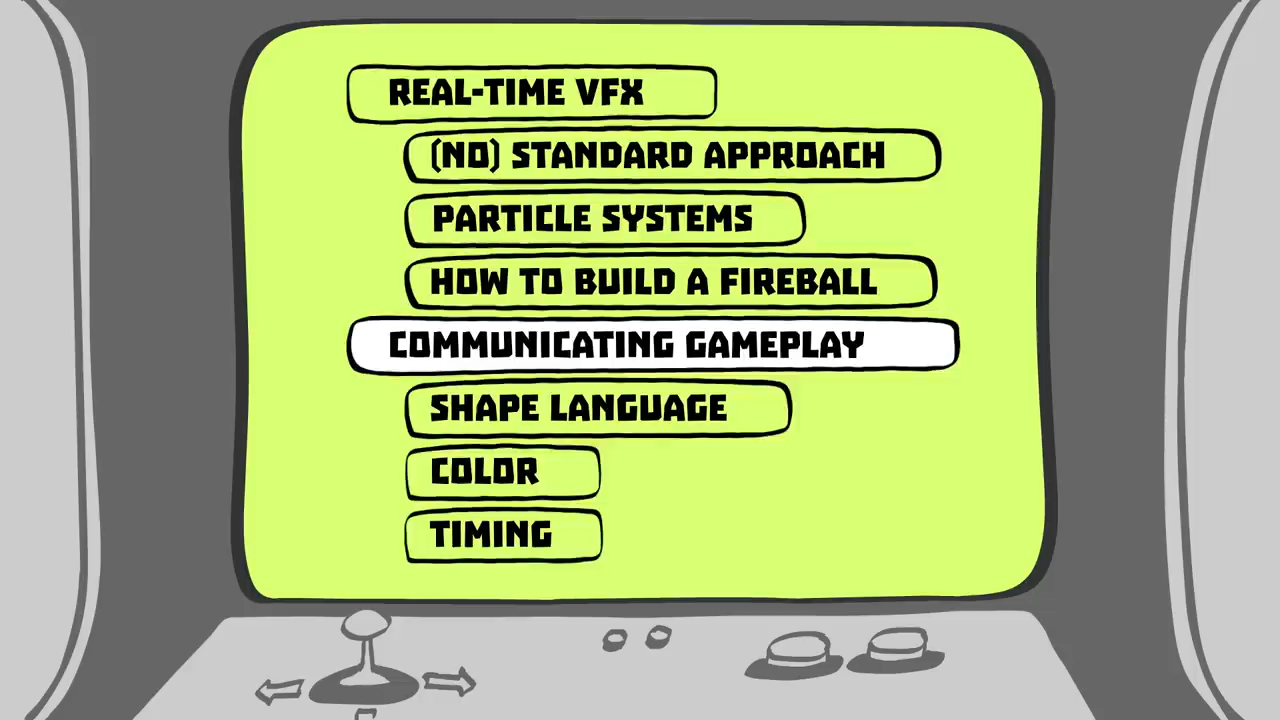 REAL-TIME VFX
(NO) STANDARD APPROACH
PARTICLE SYSTEMS
HOW TO BUILD A FIREBALL
COMMUNICATING GAMEPLAY
SHAPE LANGUAGE
COLOR
TIMING